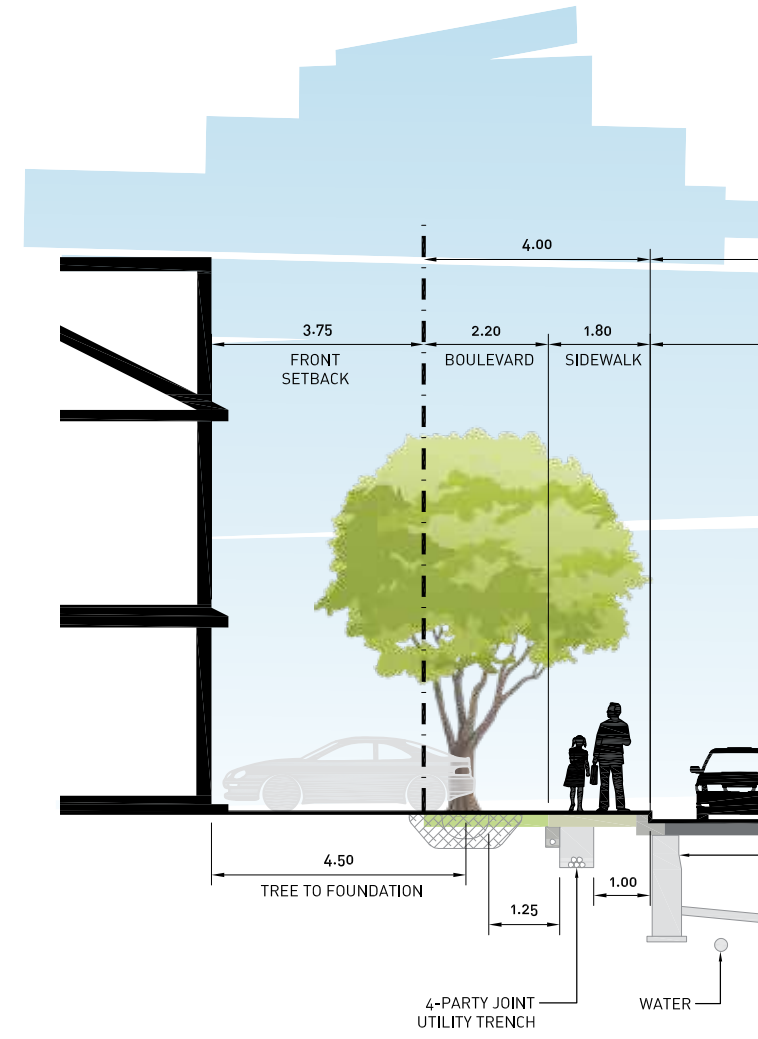 4.00
3.75
2.20
1.80
FRONT
SETBACK
BOULEVARD
SIDEWALK
4.50
TREE TO FOUNDATION
1.25
1.00
4-PARTY JOINT
UTILITY TRENCH
WATER